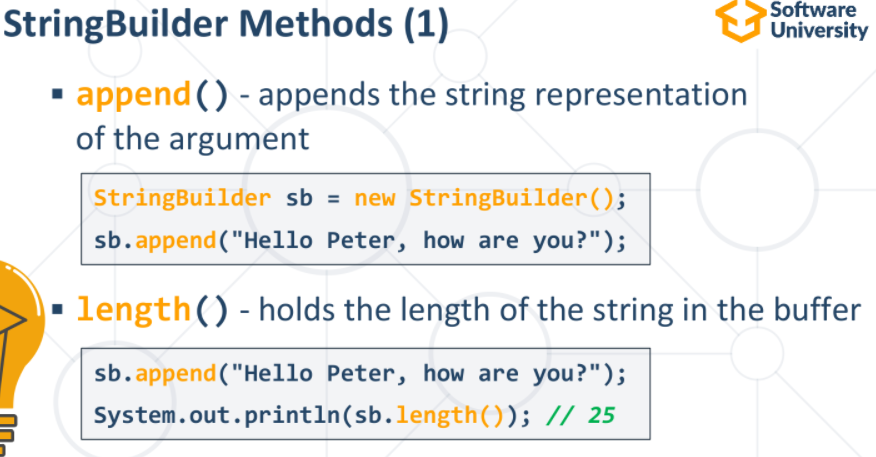 StringBuilder Methods (1)
Software
University
▪ append() - appends the string representation
of the argument
StringBuilder sb = new StringBuilder();
sb.append("Hello Peter, how are you?");
▪ length() - holds the length of the string in the buffer
sb.append("Hello Peter, how are you?");
System.out.println(sb.length()); // 25